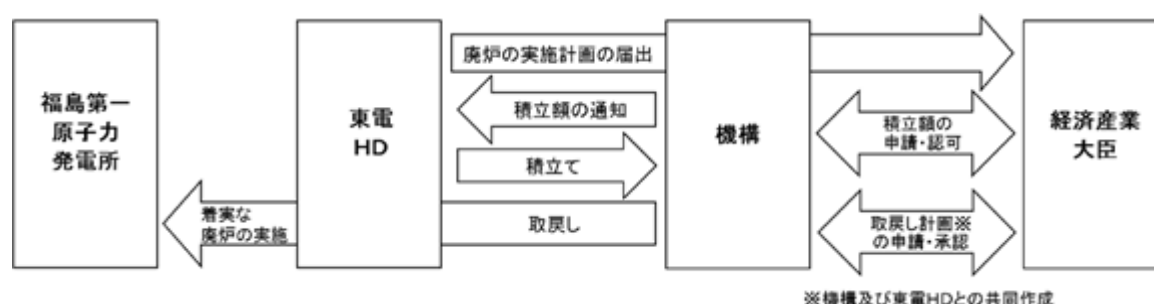 福島第一
原子力
発電所
東電
HD
機構
経済産業
大臣
廃炉の実施計画の届出
積立額の通知
積立て
取戻し
着実な
廃炉の実施
積立額の
申請・認可
取戻し計画※
の申請・承認
※機構及び東電HDとの共同作成